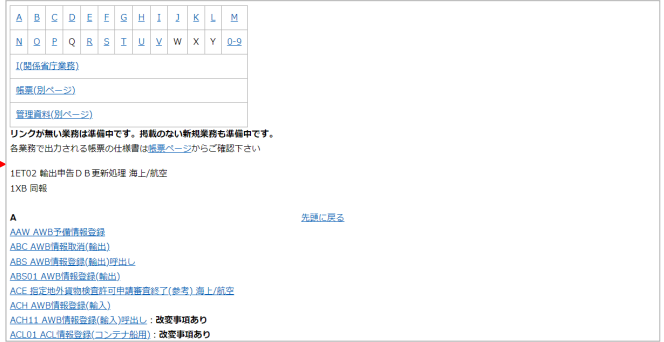 A B C D E F G H I J K L M
N O P Q R S T U V W X Y 0-9
I(関係省庁業務)
帳票(別ページ)
管理資料(別ページ)
リンクが無い業務は準備中です。掲載のない新規業務も準備中です。
各業務で出力される帳票の仕様書は帳票ページからご確認下さい
1ET02 輸出申告ＤＢ更新処理 海上/航空
1XB 同報
A 先頭に戻る
AAW AWB予備情報登録
ABC AWB情報取消(輸出)
ABS AWB情報登録(輸出)呼出し
ABS01 AWB情報登録(輸出)
ACE 指定地外貨物検査許可申請審査終了(参考) 海上/航空
ACH AWB情報登録(輸入)
ACH11 AWB情報登録(輸入)呼出し：改変事項あり
ACL01 ACL情報登録(コンテナ船用)：改変事項あり